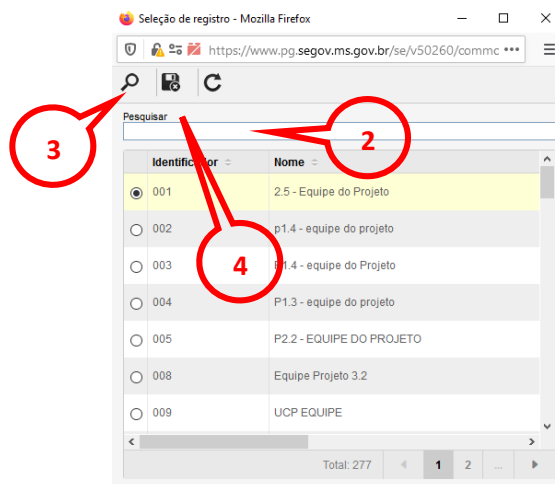 Seleção de registro - Mozilla Firefox
https://www.pg.segov.ms.gov.br/se/v50260/commc
Pesquisar
3
2
Identificador Nome
001 2.5 - Equipe do Projeto
002 p1.4 - equipe do projeto
4
003 P1.4 - equipe do Projeto
004 P1.3 - equipe do projeto
005 P2.2 - EQUIPE DO PROJETO
008 Equipe Projeto 3.2
009 UCP EQUIPE
Total: 277 1 2 ...